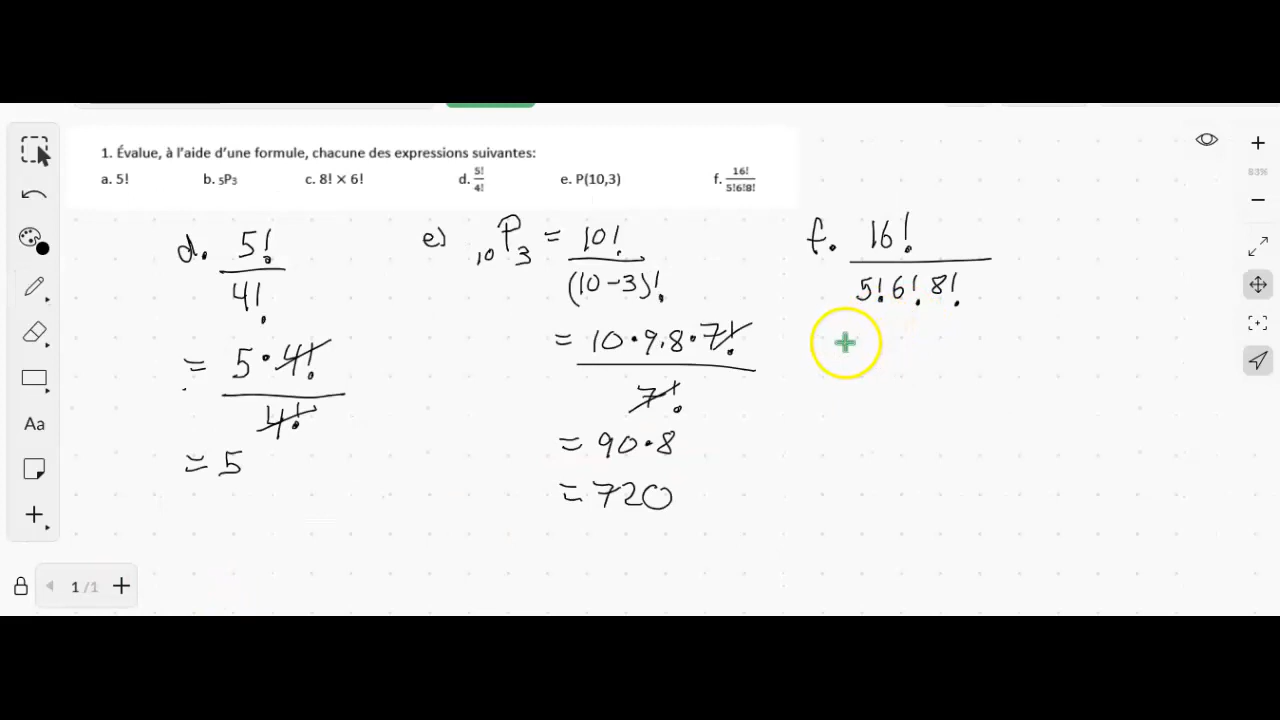 1. Évalue, à l'aide d'une formule, chacune des expressions suivantes:
a. 5! b. ₅P₃ c. 8! × 6! d. 5!/4! e. P(10,3) f. 16!/5!6!8!
d. 5!/4!
= 5 · 4!/4!
= 5
e) ₁₀P₃ = 10!/(10-3)!
= 10 · 9 · 8 · 7!/7!
= 90 · 8
= 720
f. 16!/5!6!8!
Aa
1/1
83%